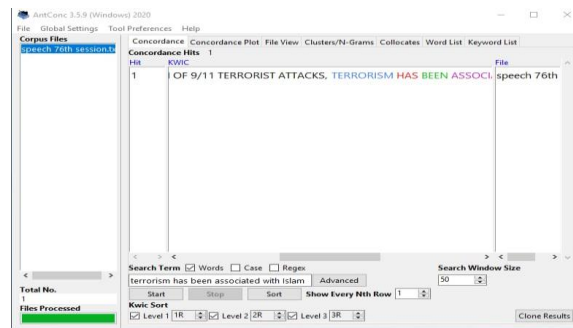 AntConc 3.5.9 (Windows) 2020
File Global Settings Tool Preferences Help
Corpus Files
speech 76th session.tx
Concordance Concordance Plot File View Clusters/N-Grams Collocates Word List Keyword List
Concordance Hits 1
Hit KWIC File
1 OF 9/11 TERRORIST ATTACKS, TERRORISM HAS BEEN ASSOCI. speech 76th
Search Term Words Case Regex Search Window Size
terrorism has been associated with Islam Advanced 50
Total No.
1
Start Stop Sort Show Every Nth Row 1
Files Processed
Kwic Sort
Level 1 1R Level 2 2R Level 3 3R Clone Results